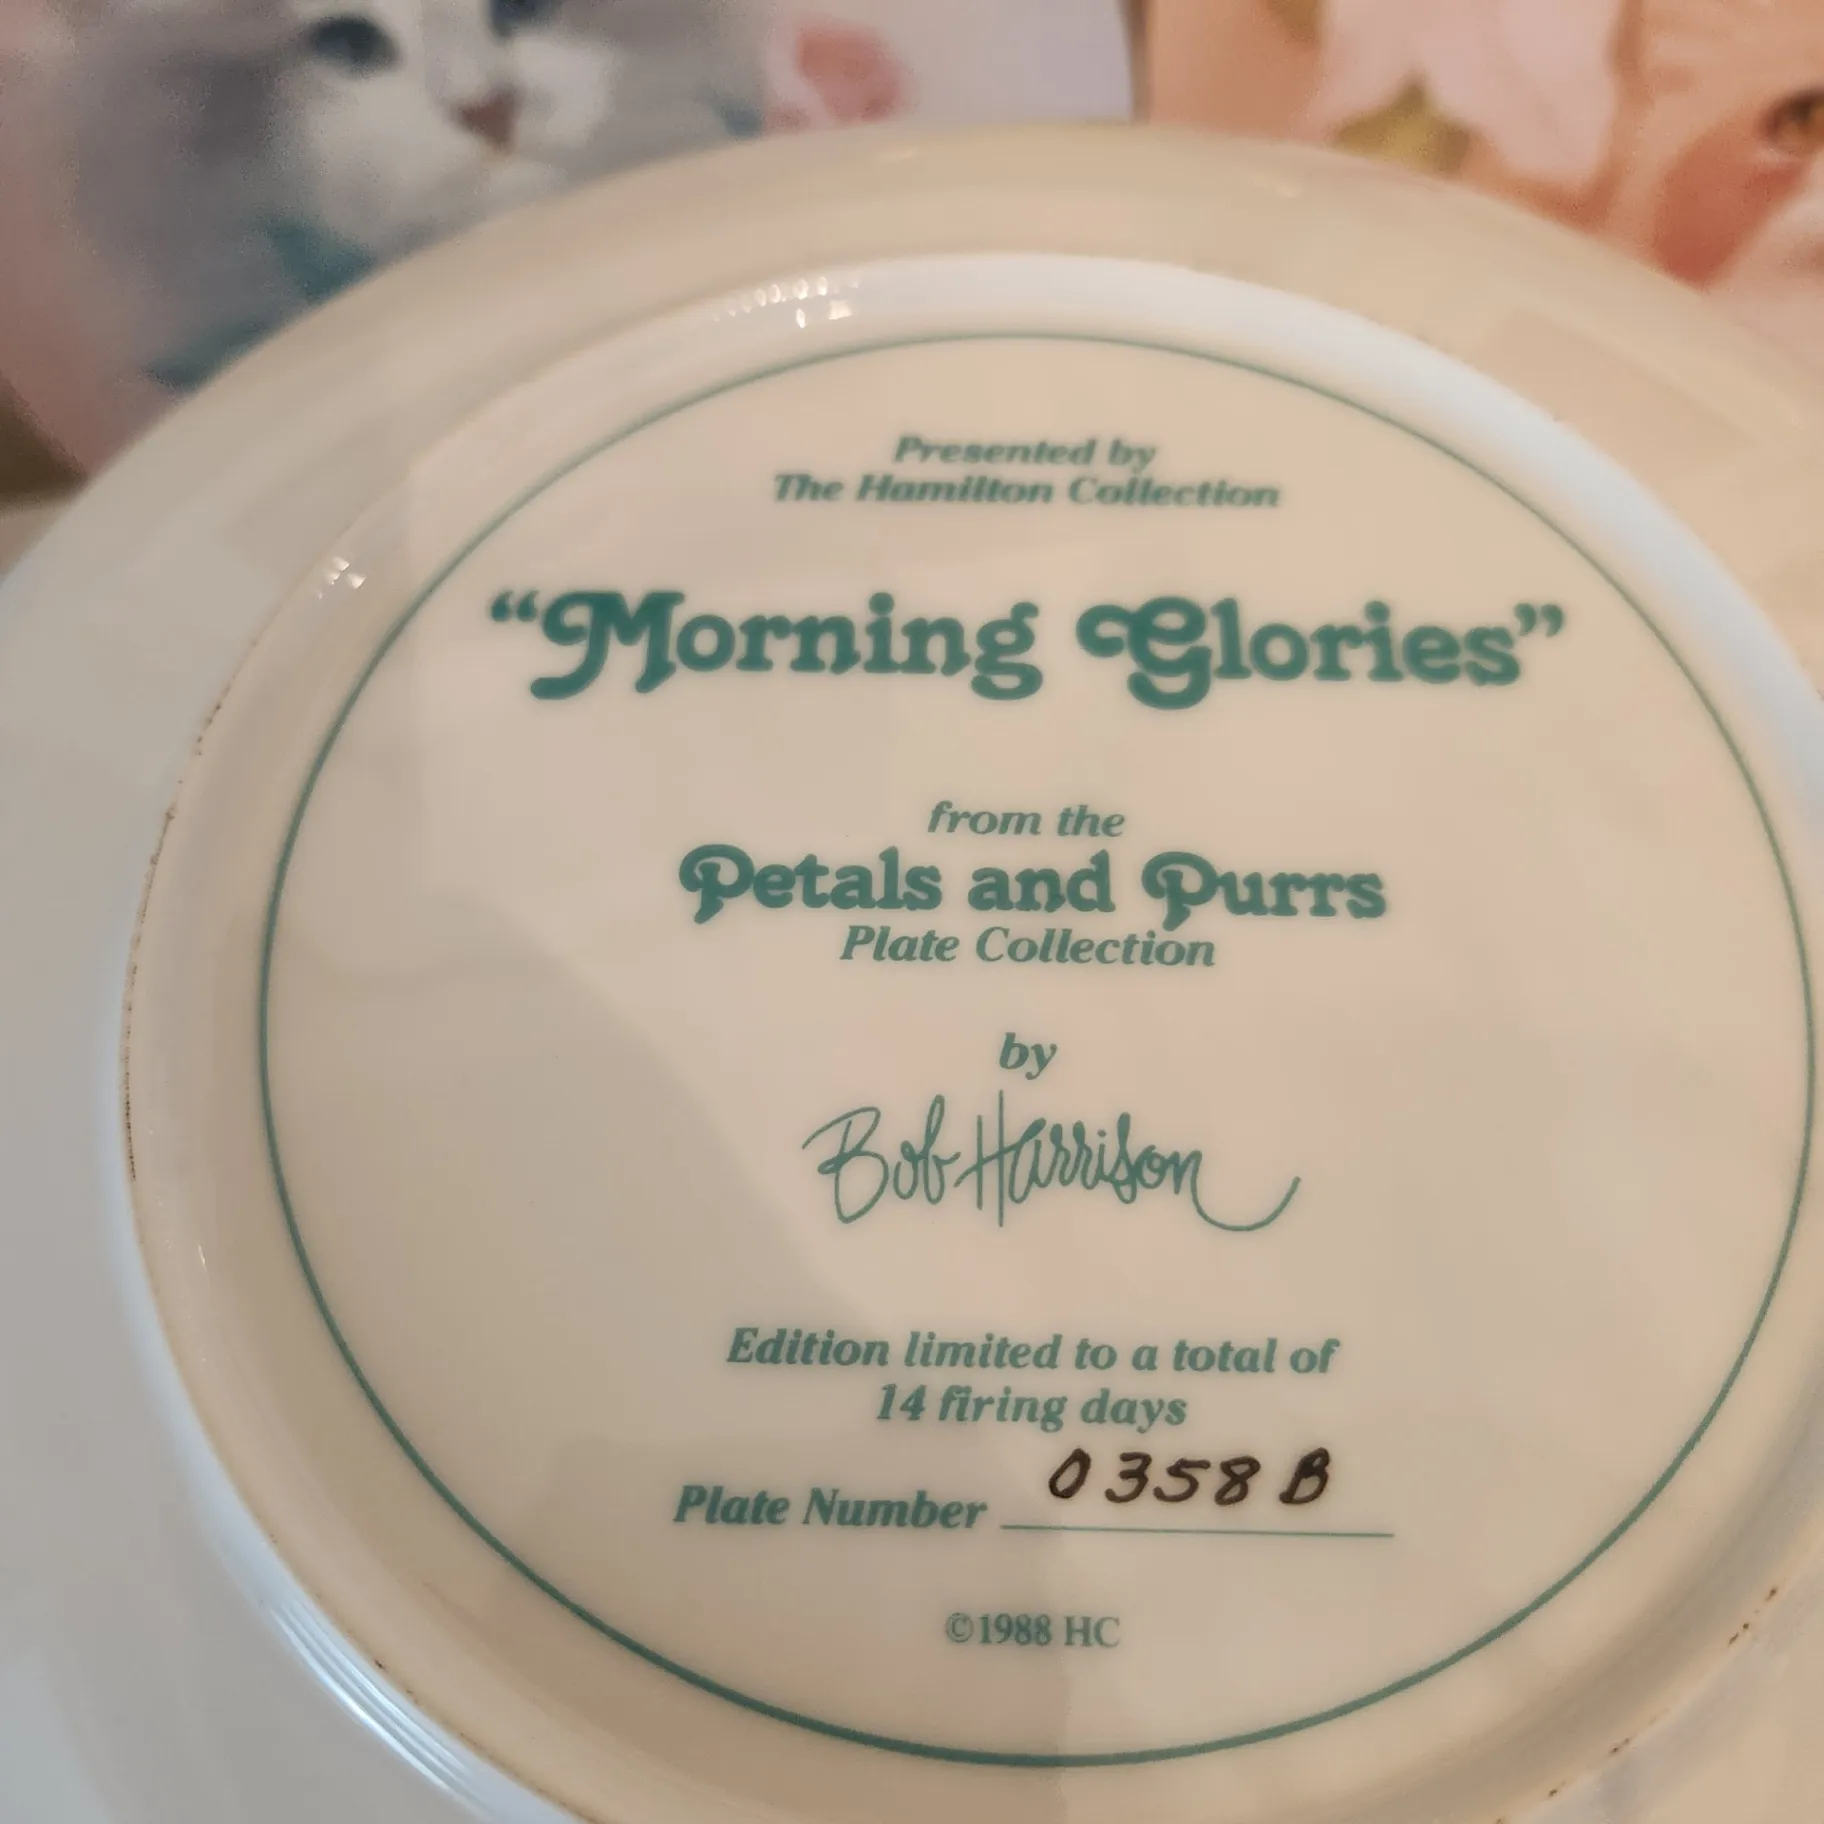 Presented by
The Hamilton Collection
“Morning Glories”
from the
Petals and Purrs
Plate Collection
by
Bob Harrison
Edition limited to a total of
14 firing days
Plate Number 0358 B
©1988 HC